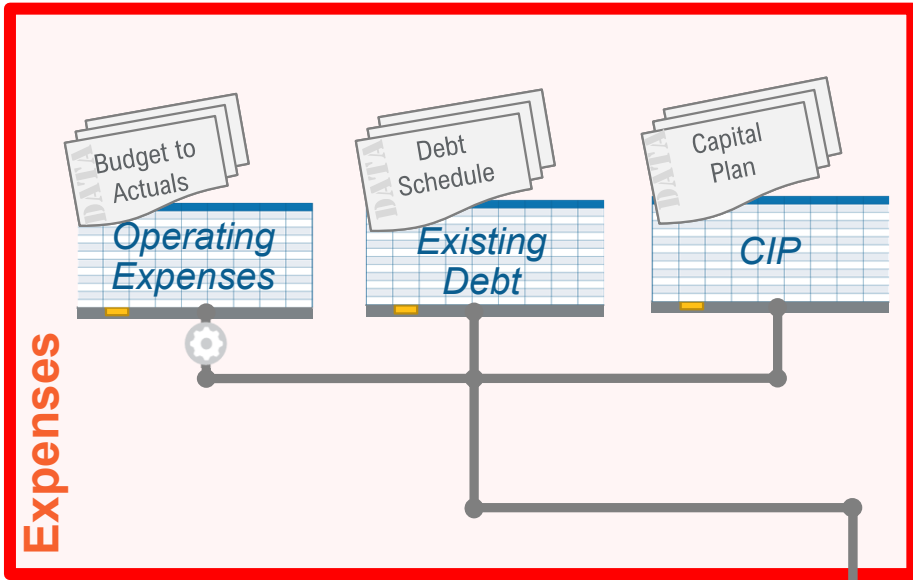 DATA
Budget to
Actuals
DATA
Debt
Schedule
DATA
Capital
Plan
Operating
Expenses
Existing
Debt
CIP
Expenses